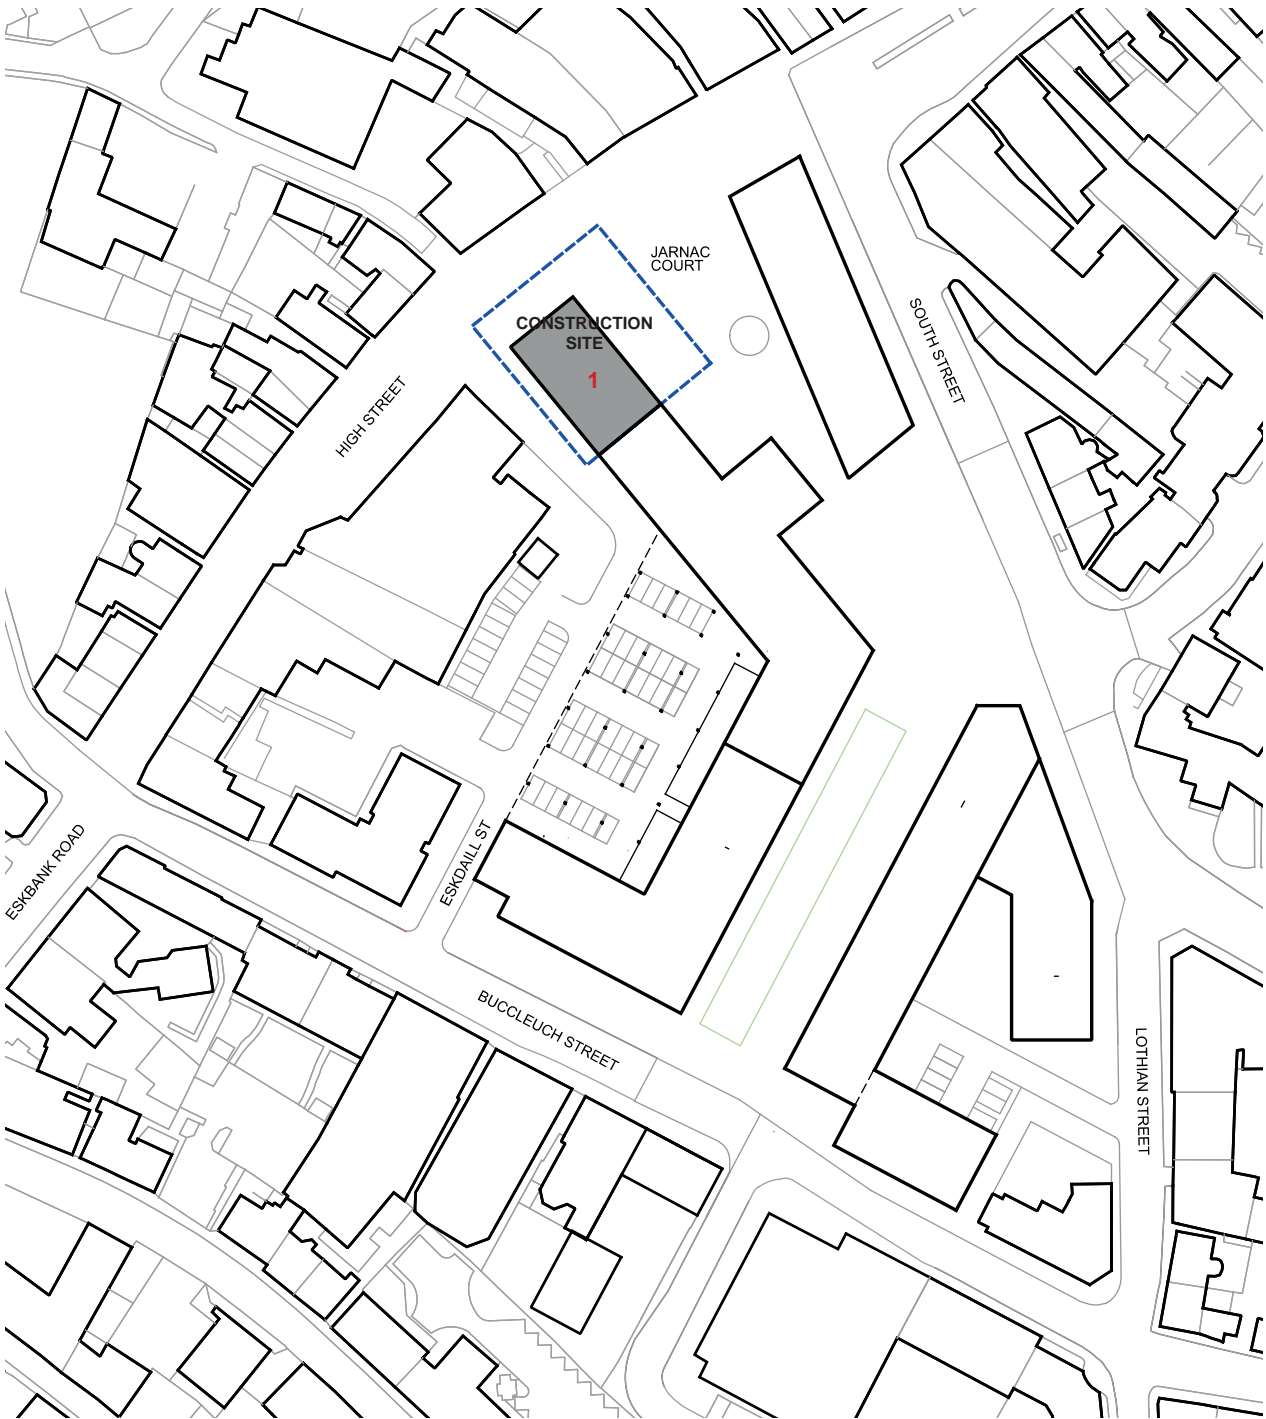 JARNAC
COURT
CONSTRUCTION
SITE
1
SOUTH STREET
HIGH STREET
ESKDAILL ST
ESKBANK ROAD
BUCCLEUCH STREET
LOTHIAN STREET